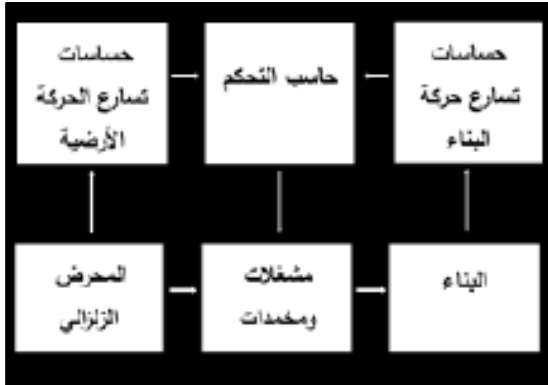 حساسات
تسارع حركة
البناء
حاسب التحكم
حساسات
تسارع الحركة
الأرضية
البناء
مشغلات
ومخمدات
المحرض
الزلزالي